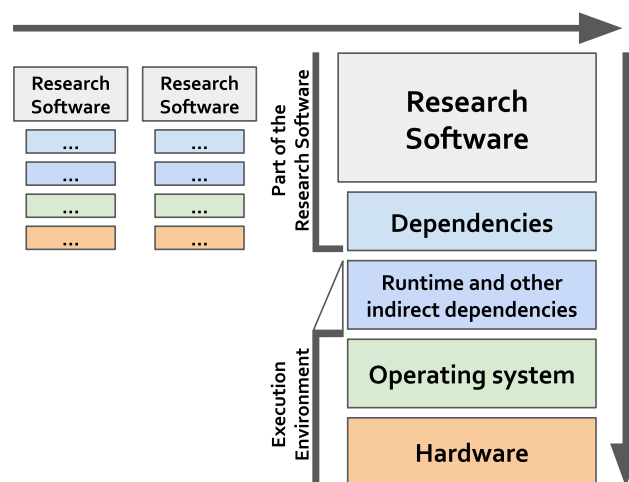 Research
Software
...
...
...
...
Research
Software
...
...
...
...
Part of the
Research Software
Research
Software
Dependencies
Runtime and other
indirect dependencies
Execution
Environment
Operating system
Hardware